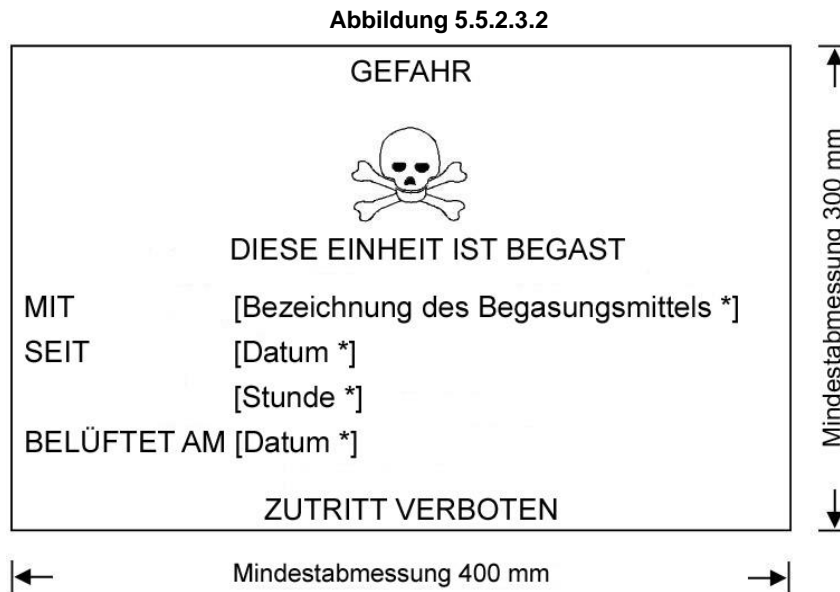 Abbildung 5.5.2.3.2
GEFAHR
DIESE EINHEIT IST BEGAST
MIT [Bezeichnung des Begasungsmittels *]
SEIT [Datum *]
[Stunde *]
BELÜFTET AM [Datum *]
ZUTRITT VERBOTEN
Mindestabmessung 300 mm
Mindestabmessung 400 mm